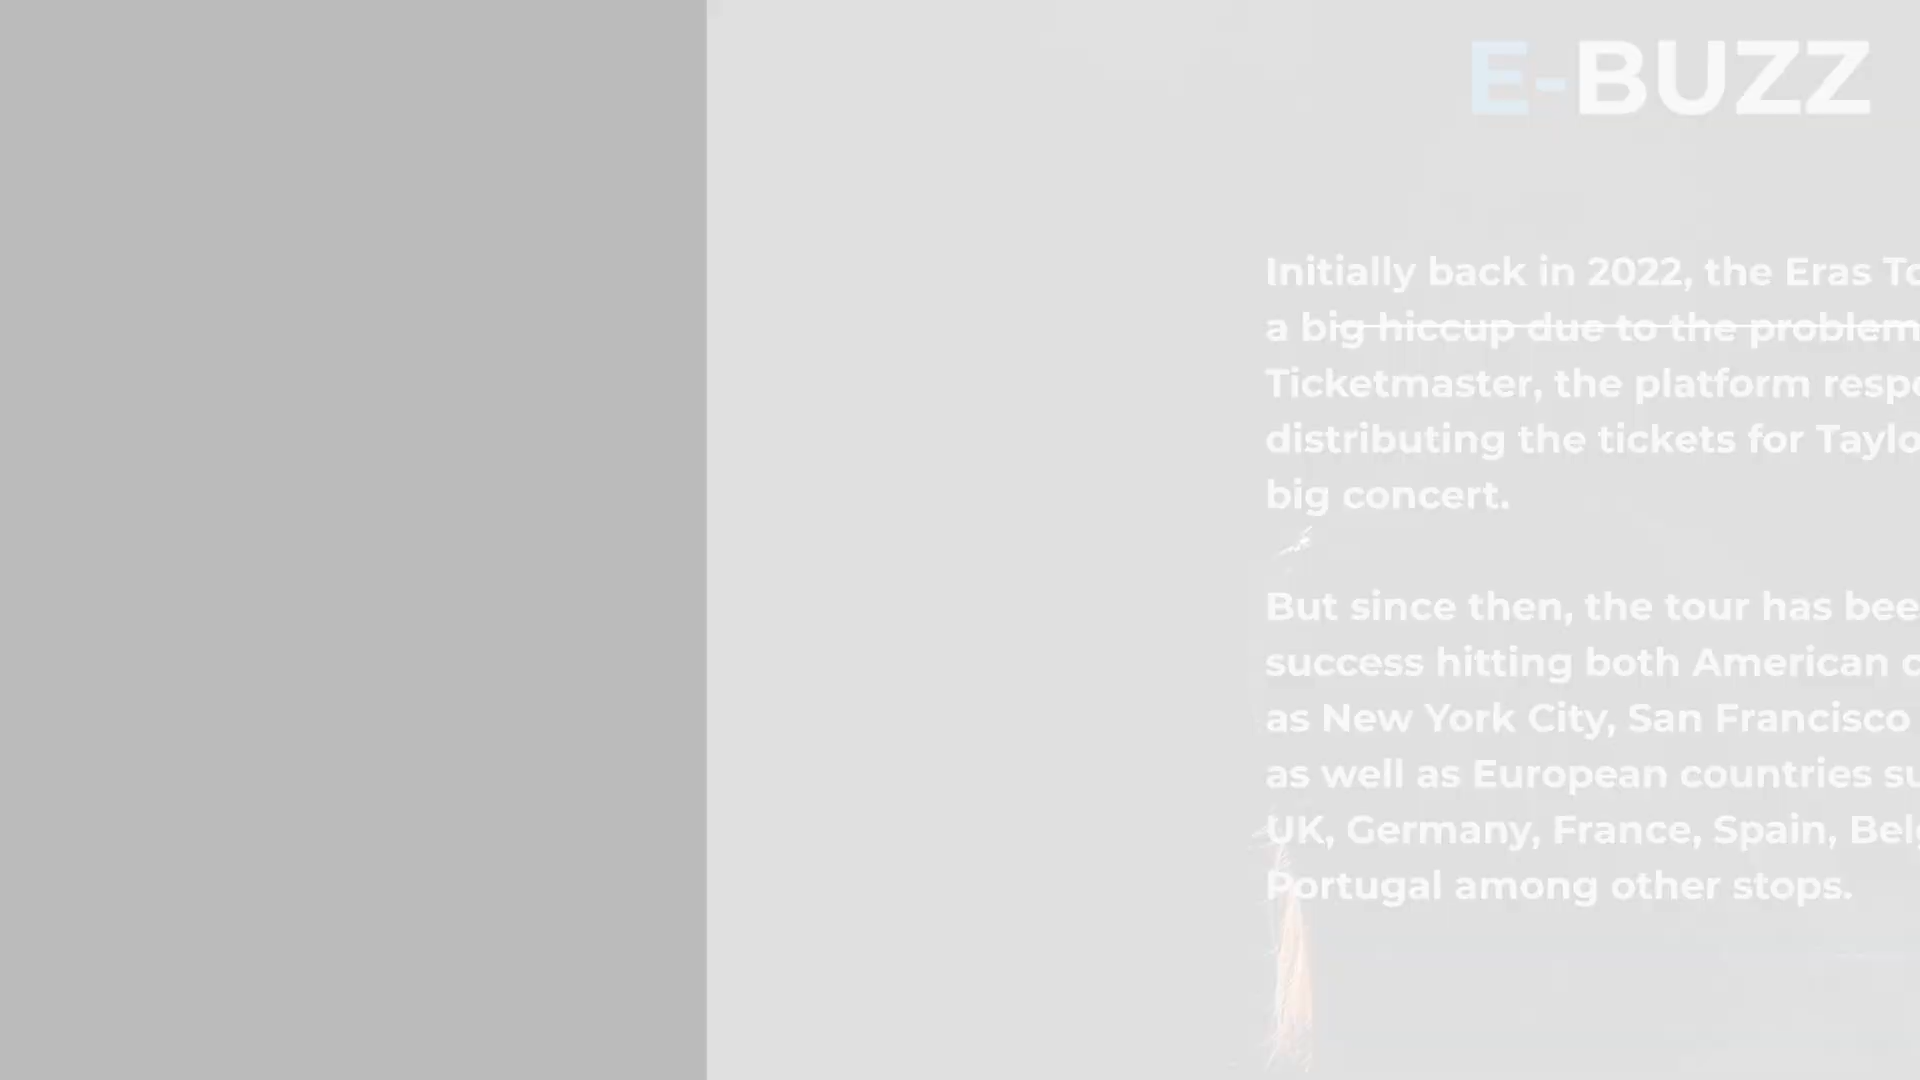 E-BUZZ
Initially back in 2022, the Eras
a big hiccup due to the
Ticketmaster, the platform
distributing the tickets for
big concert.
But since then, the tour has
success hitting both American
as New York City, San Francisco
as well as European countries
UK, Germany, France, Spain,
Portugal among other stops.